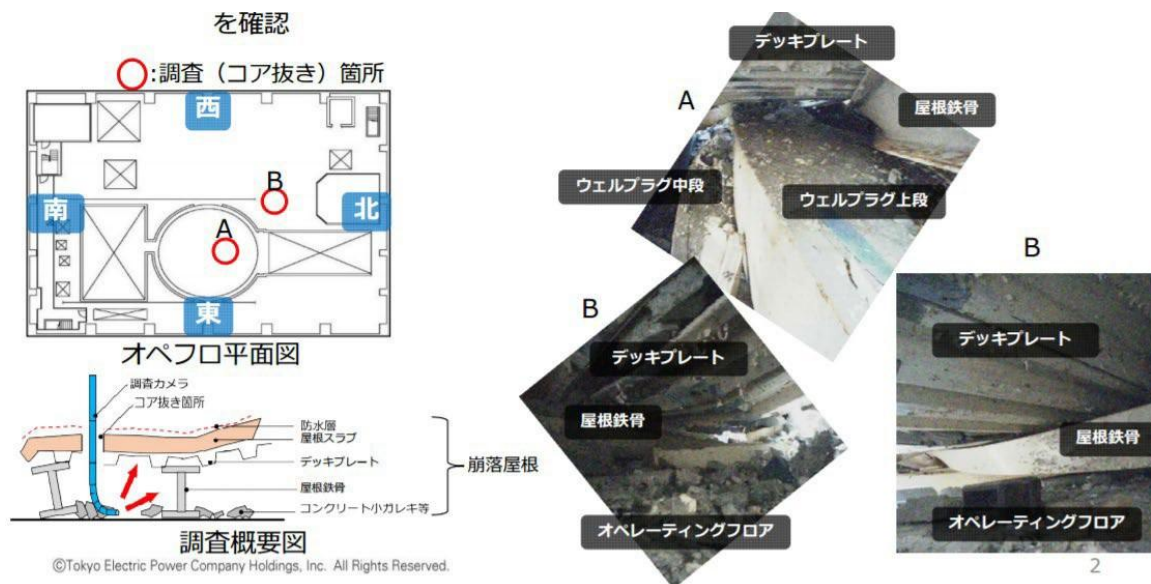 を確認
○:調査（コア抜き）箇所
西
南
B
北
A
東
オペフロ平面図
調査カメラ
コア抜き箇所
防水層
屋根スラブ
デッキプレート
屋根鉄骨
コンクリート小ガレキ等
崩落屋根
調査概要図
©Tokyo Electric Power Company Holdings, Inc. All Rights Reserved.
デッキプレート
A
屋根鉄骨
ウェルプラグ中段
ウェルプラグ上段
B
デッキプレート
屋根鉄骨
オペレーティングフロア
B
デッキプレート
屋根鉄骨
オペレーティングフロア
2